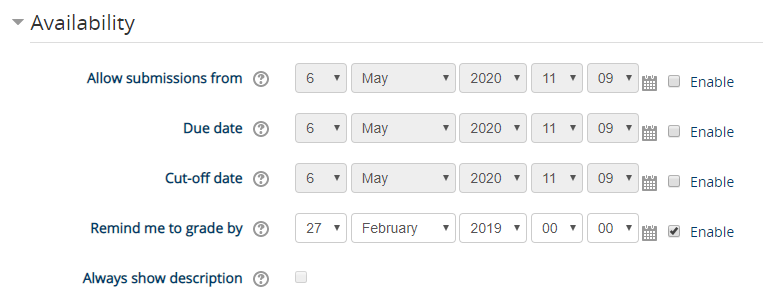 Availability
Allow submissions from ? 6 May 2020 11 09 Enable
Due date ? 6 May 2020 11 09 Enable
Cut-off date ? 6 May 2020 11 09 Enable
Remind me to grade by ? 27 February 2019 00 00 Enable
Always show description ?